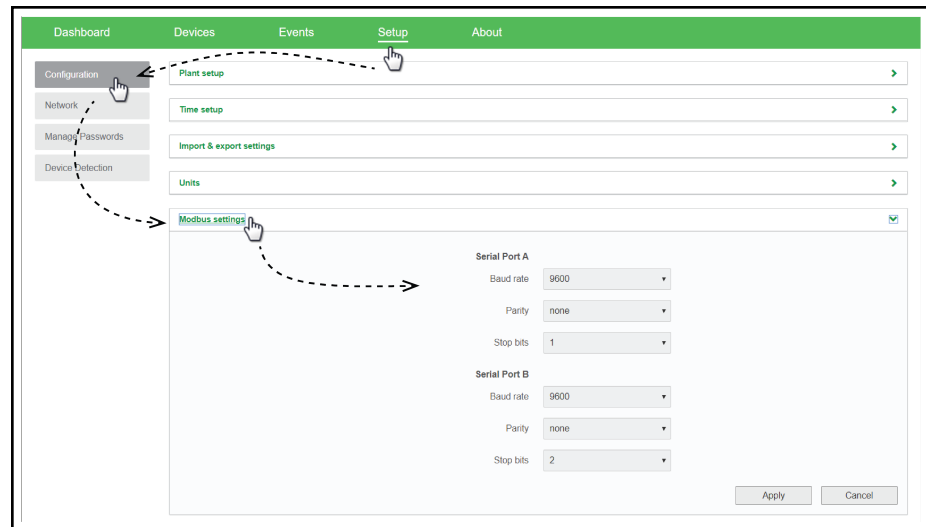 Dashboard Devices Events Setup About
Configuration
Network
Manage Passwords
Device Detection
Plant setup
Time setup
Import & export settings
Units
Modbus settings
Serial Port A
Baud rate 9600
Parity none
Stop bits 1
Serial Port B
Baud rate 9600
Parity none
Stop bits 2
Apply Cancel